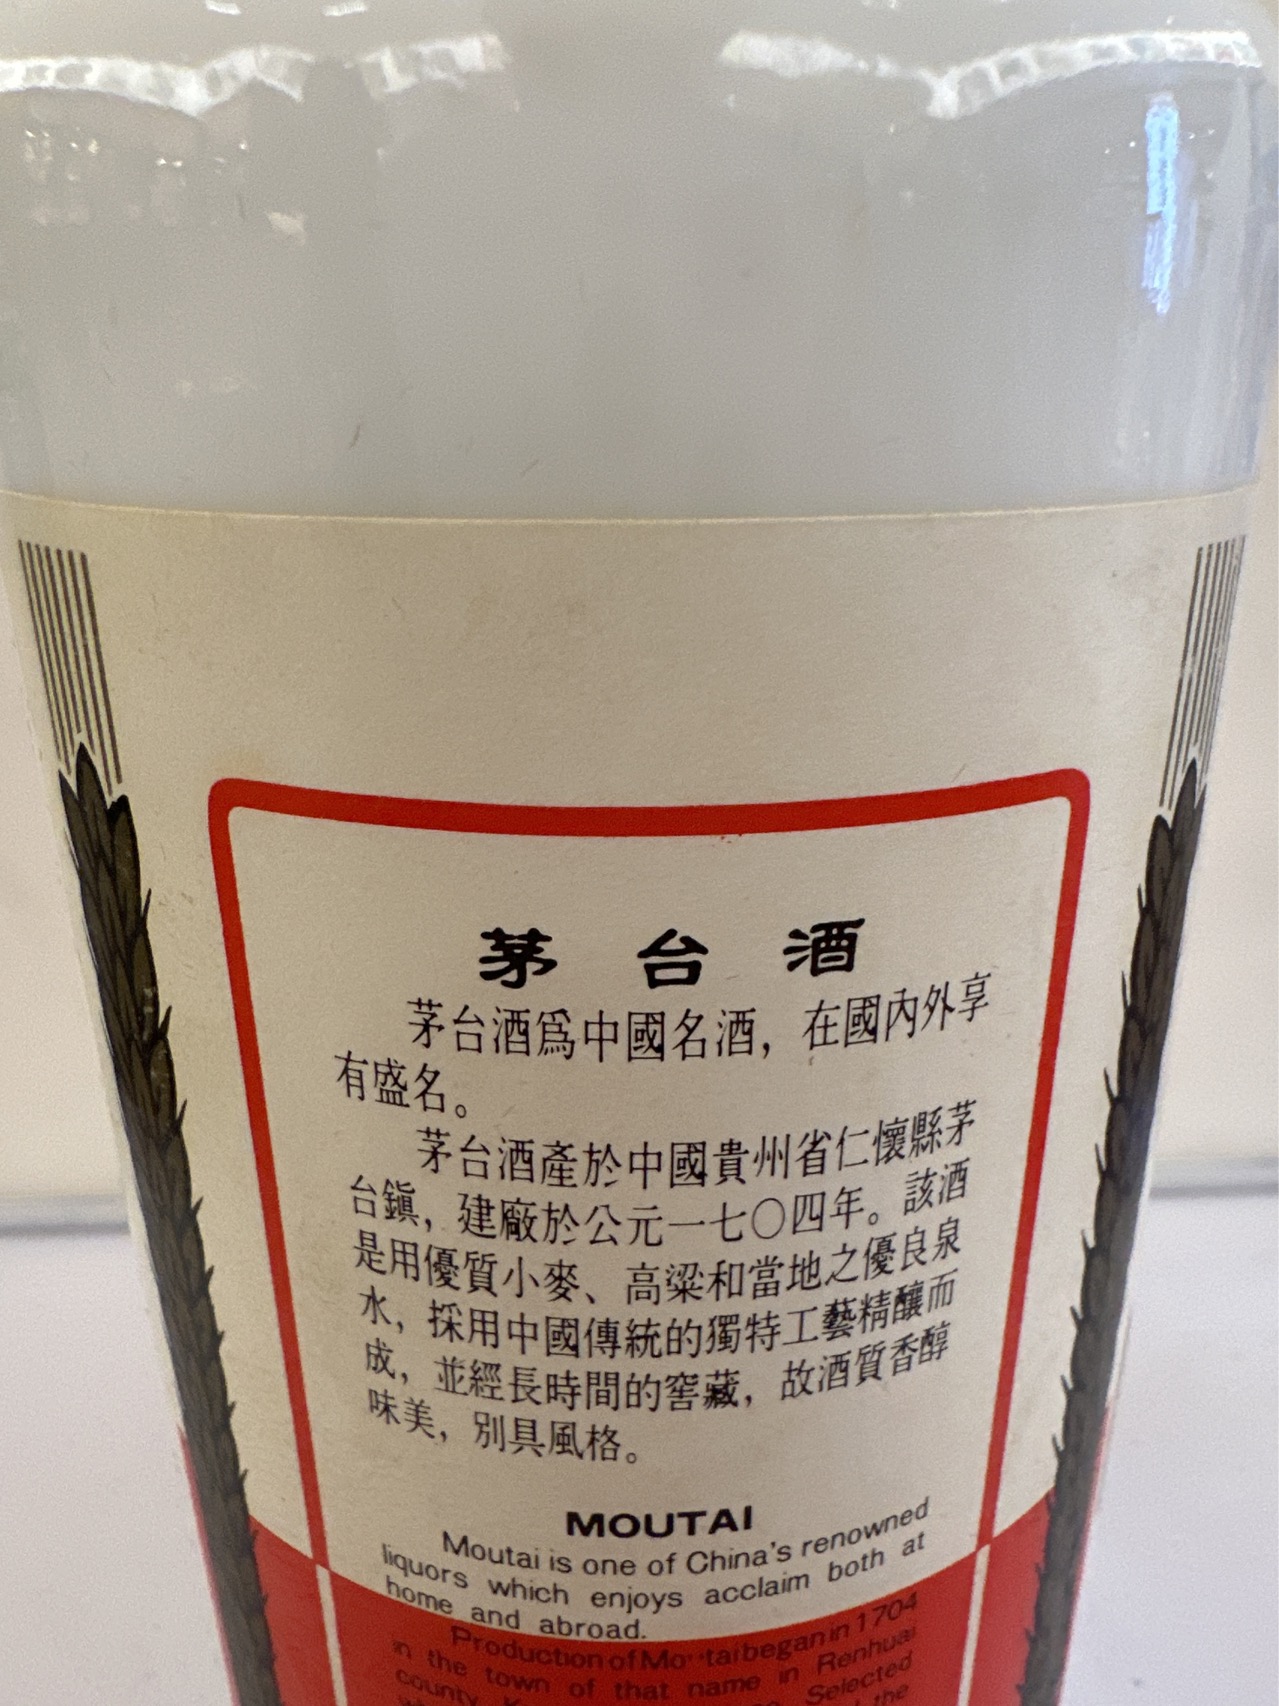 茅台酒
茅台酒爲中國名酒，在國內外享
有盛名。
茅台酒產於中國貴州省仁懷縣茅
台鎭，建廠於公元一七〇四年。該酒
是用優質小麥、高粱和當地之優良泉
水，採用中國傳統的獨特工藝精釀而
成，並經長時間的窖藏，故酒質香醇
味美，別具風格。
MOUTAI
Moutai is one of China's renowned
liquors which enjoys acclaim both at
home and abroad.
Production of Mo tai began in 1704
in the town of that name in Renhuai
county, Selected
the